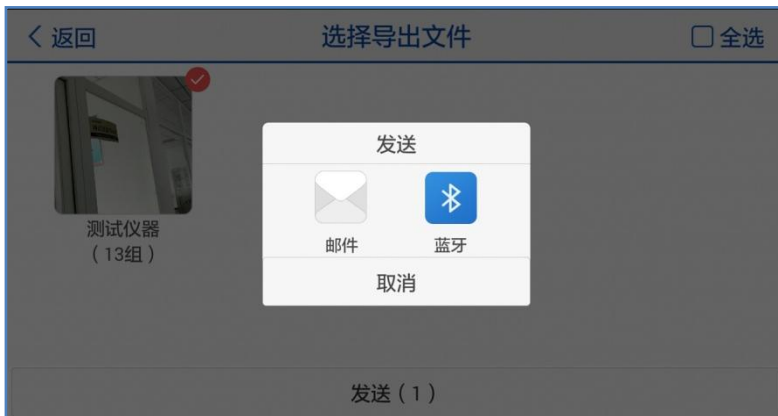 返回
选择导出文件
全选
发送
测试仪器
（13组）
邮件
蓝牙
取消
发送（1）